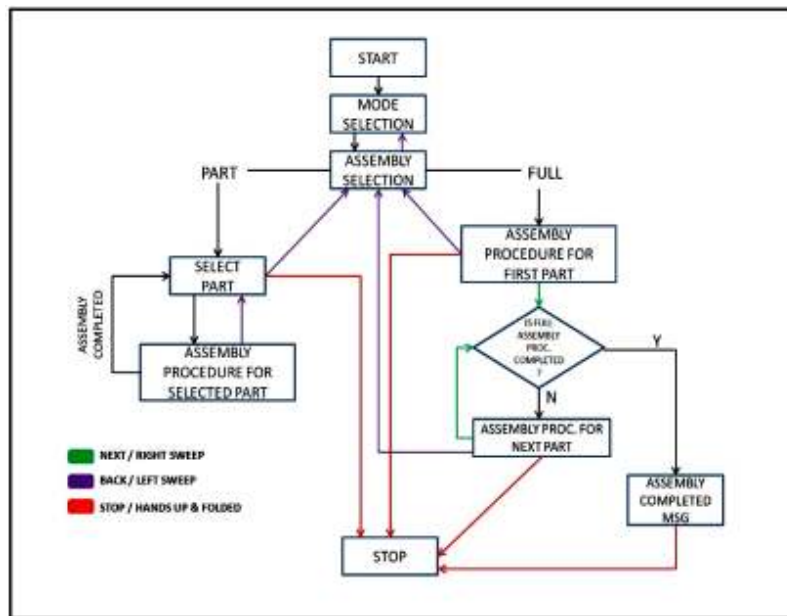 START
MODE
SELECTION
ASSEMBLY
SELECTION
PART
FULL
ASSEMBLY
PROCEDURE FOR
FIRST PART
SELECT
PART
ASSEMBLY
COMPLETED
IS FULL
ASSEMBLY
PROC.
COMPLETED
?
Y
ASSEMBLY
PROCEDURE FOR
SELECTED PART
N
ASSEMBLY PROC. FOR
NEXT PART
NEXT / RIGHT SWEEP
BACK / LEFT SWEEP
STOP / HANDS UP & FOLDED
ASSEMBLY
COMPLETED
MSG
STOP